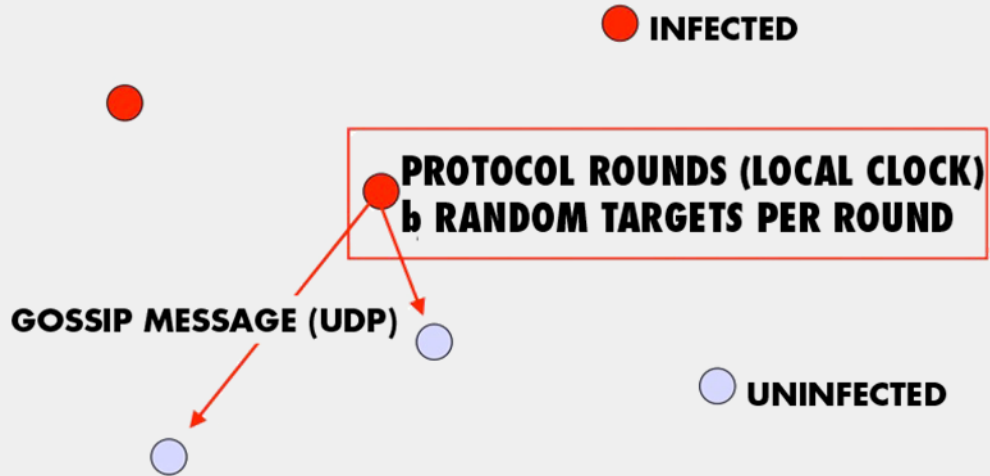 INFECTED
PROTOCOL ROUNDS (LOCAL CLOCK)
b RANDOM TARGETS PER ROUND
GOSSIP MESSAGE (UDP)
UNINFECTED